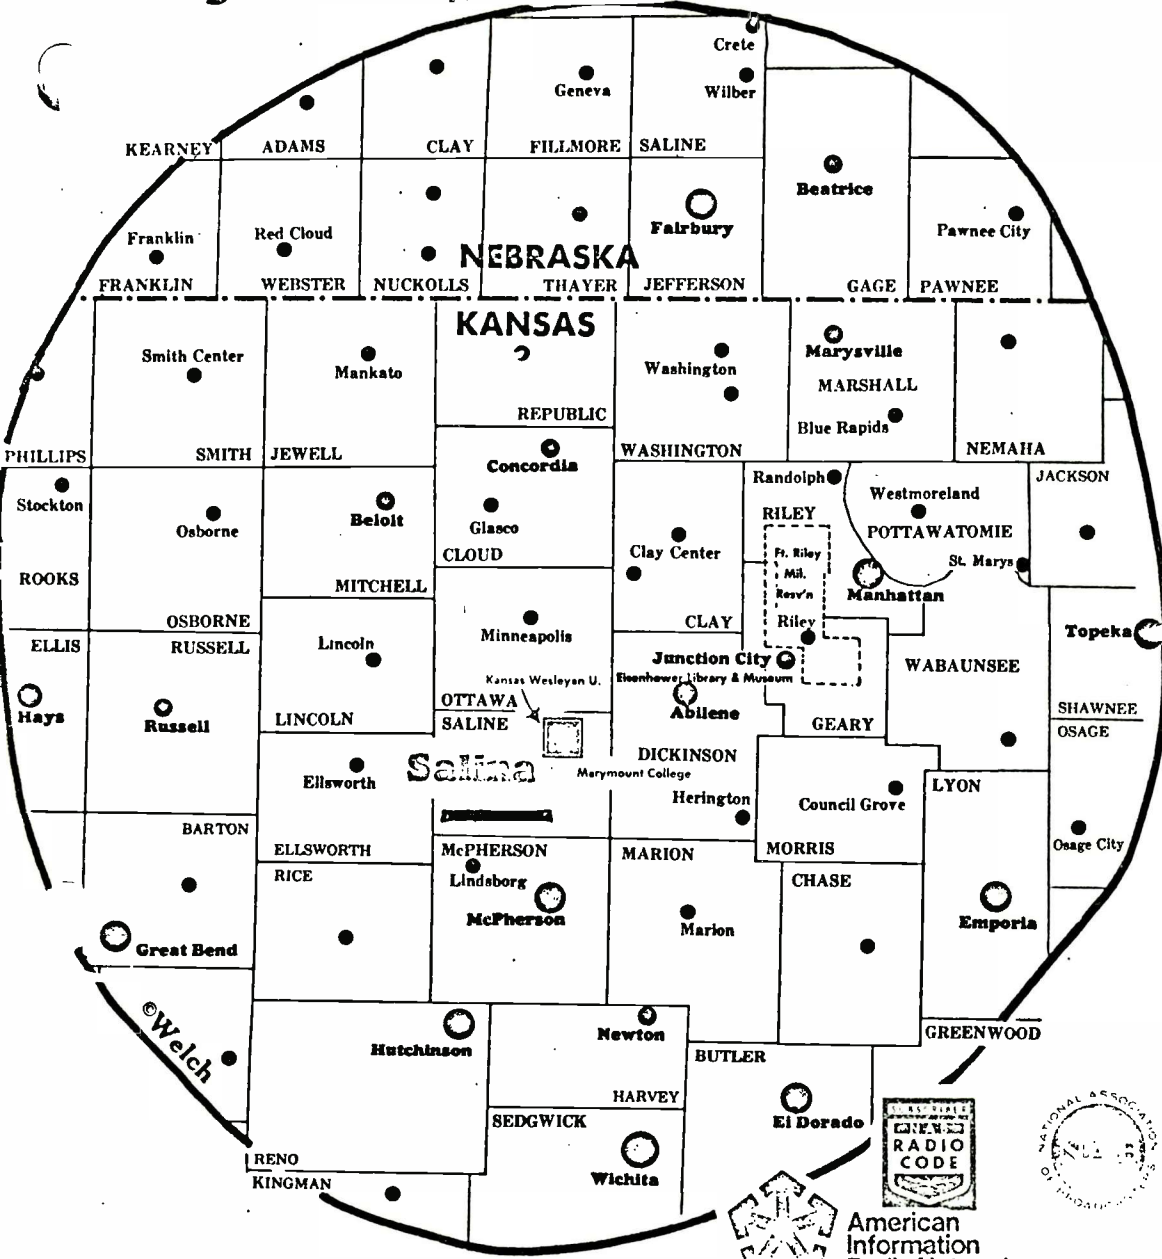 Crete
Geneva
Wilber
KEARNEY
ADAMS
CLAY
FILLMORE
SALINE
Beatrice
Fairbury
Franklin
Red Cloud
Pawnee City
NEBRASKA
FRANKLIN
WEBSTER
NUCKOLLS
THAYER
JEFFERSON
GAGE
PAWNEE
KANSAS
Smith Center
Mankato
Washington
Marysville
MARSHALL
REPUBLIC
Blue Rapids
PHILLIPS
SMITH
JEWELL
WASHINGTON
NEMAHA
Concordia
Randolph
JACKSON
Stockton
Westmoreland
Osborne
Beloit
Glasco
RILEY
POTTAWATOMIE
CLOUD
Clay Center
Ft. Riley
Mil.
Resv'n
St. Marys
ROOKS
MITCHELL
Manhattan
OSBORNE
Minneapolis
CLAY
Riley
Topeka
ELLIS
RUSSELL
Lincoln
Junction City
WABAUNSEE
Kansas Wesleyan U.
Eisenhower Library & Museum
Hays
Russell
LINCOLN
OTTAWA
SALINE
Abilene
GEARY
SHAWNEE
OSAGE
Salina
DICKINSON
Ellsworth
Marymount College
Herington
Council Grove
LYON
BARTON
ELLSWORTH
McPHERSON
MARION
MORRIS
Osage City
RICE
Lindsborg
CHASE
McPherson
Marion
Emporia
Great Bend
©Welch
Hutchinson
Newton
GREENWOOD
BUTLER
HARVEY
SEDGWICK
El Dorado
SUBSCRIBER
NAB
RADIO
CODE
NATIONAL ASSOCIATION
OF BROADCASTERS
RENO
KINGMAN
Wichita
American
Information